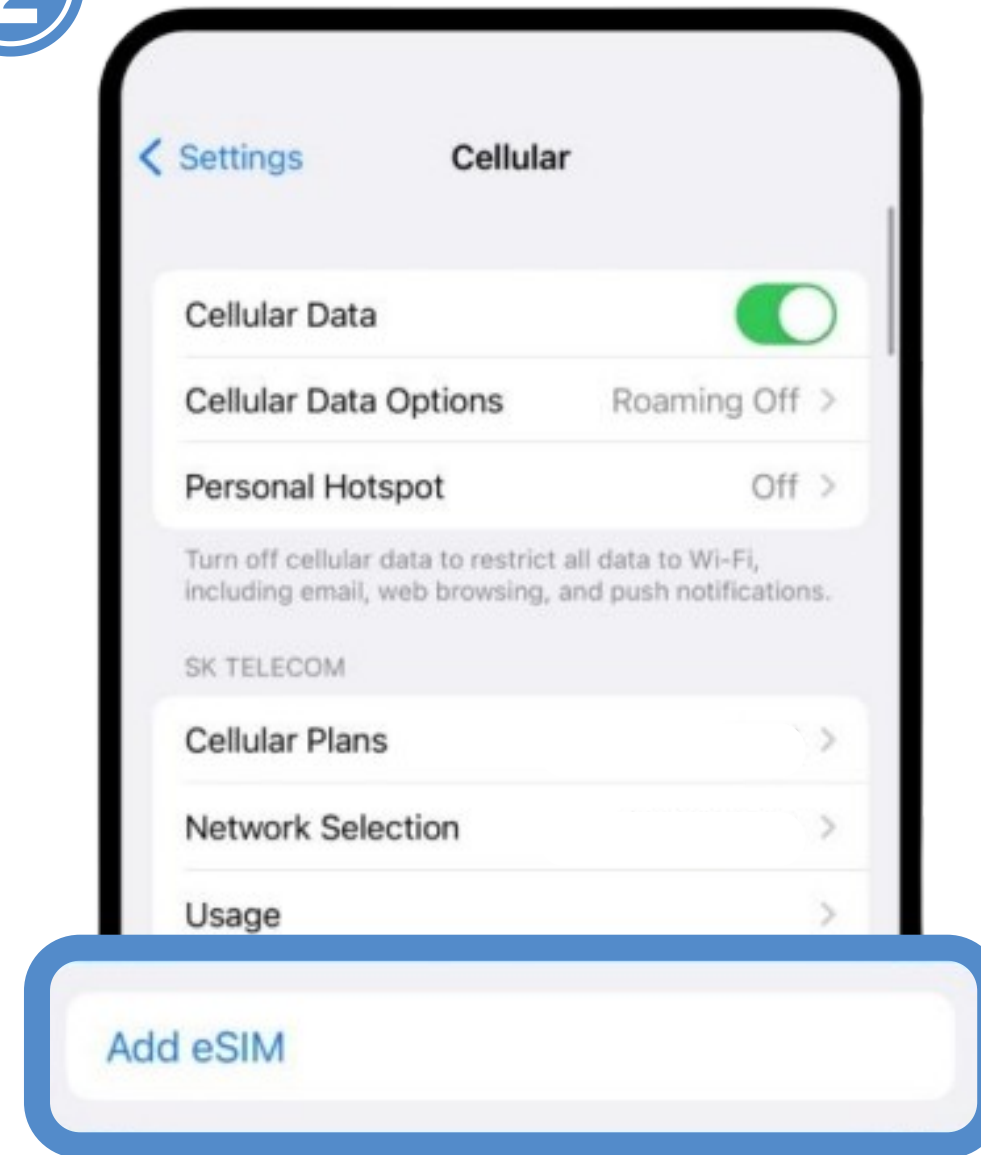 Settings
Cellular
Cellular Data
Cellular Data Options Roaming Off
Personal Hotspot Off
Turn off cellular data to restrict all data to Wi-Fi,
including email, web browsing, and push notifications.
SK TELECOM
Cellular Plans
Network Selection
Usage
Add eSIM